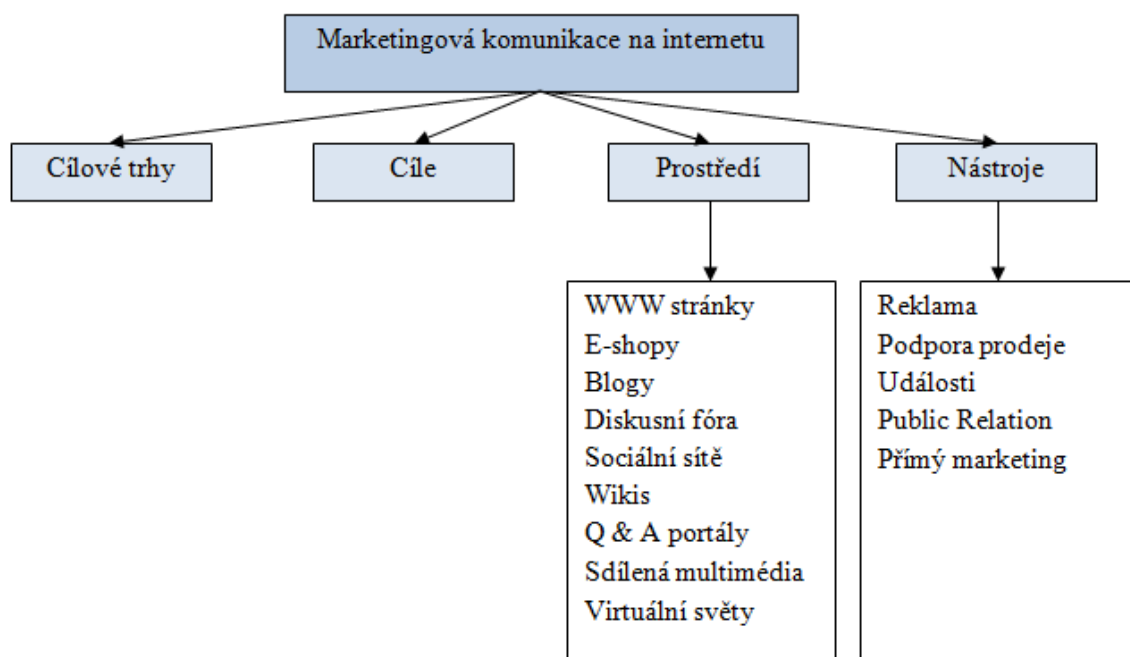 Marketingová komunikace na internetu
Cílové trhy
Cíle
Prostředí
Nástroje
WWW stránky
E-shopy
Blogy
Diskusní fóra
Sociální sítě
Wikis
Q & A portály
Sdílená multimédia
Virtuální světy
Reklama
Podpora prodeje
Události
Public Relation
Přímý marketing